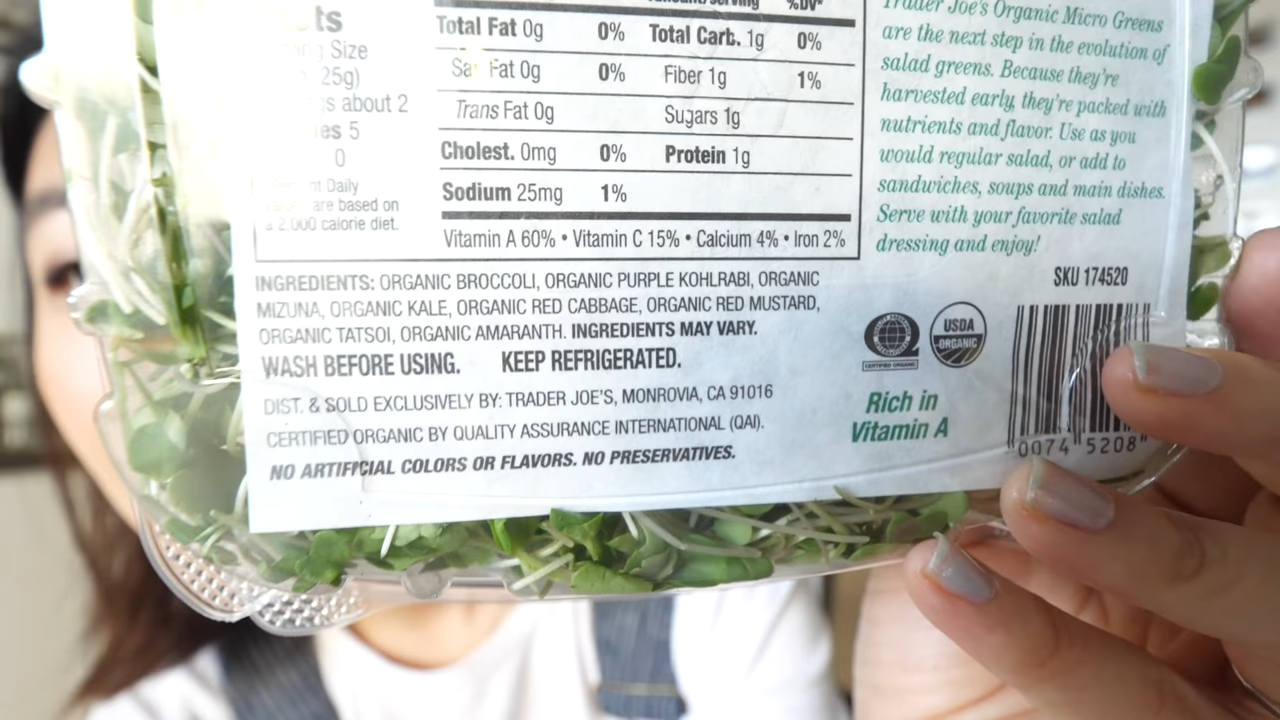 %DV*
Total Fat 0g 0% Total Carb. 1g 0%
Fat 0g 0% Fiber 1g 1%
Trans Fat 0g Sugars 1g
Cholest. 0mg 0% Protein 1g
Sodium 25mg 1%
Vitamin A 60% • Vitamin C 15% • Calcium 4% • Iron 2%
Size
25g)
about 2
5
0
Daily
are based on
2,000 calorie diet.
Trader Joe's Organic Micro Greens
are the next step in the evolution of
salad greens. Because they're
harvested early, they're packed with
nutrients and flavor. Use as you
would regular salad, or add to
sandwiches, soups and main dishes.
Serve with your favorite salad
dressing and enjoy!
INGREDIENTS: ORGANIC BROCCOLI, ORGANIC PURPLE KOHLRABI, ORGANIC
MIZUNA, ORGANIC KALE, ORGANIC RED CABBAGE, ORGANIC RED MUSTARD,
ORGANIC TATSOI, ORGANIC AMARANTH. INGREDIENTS MAY VARY.
WASH BEFORE USING. KEEP REFRIGERATED.
DIST. & SOLD EXCLUSIVELY BY: TRADER JOE'S, MONROVIA, CA 91016
CERTIFIED ORGANIC BY QUALITY ASSURANCE INTERNATIONAL (QAI).
NO ARTIFICIAL COLORS OR FLAVORS. NO PRESERVATIVES.
SKU 174520
CERTIFIED ORGANIC
USDA
ORGANIC
Rich in
Vitamin A
0074 5208